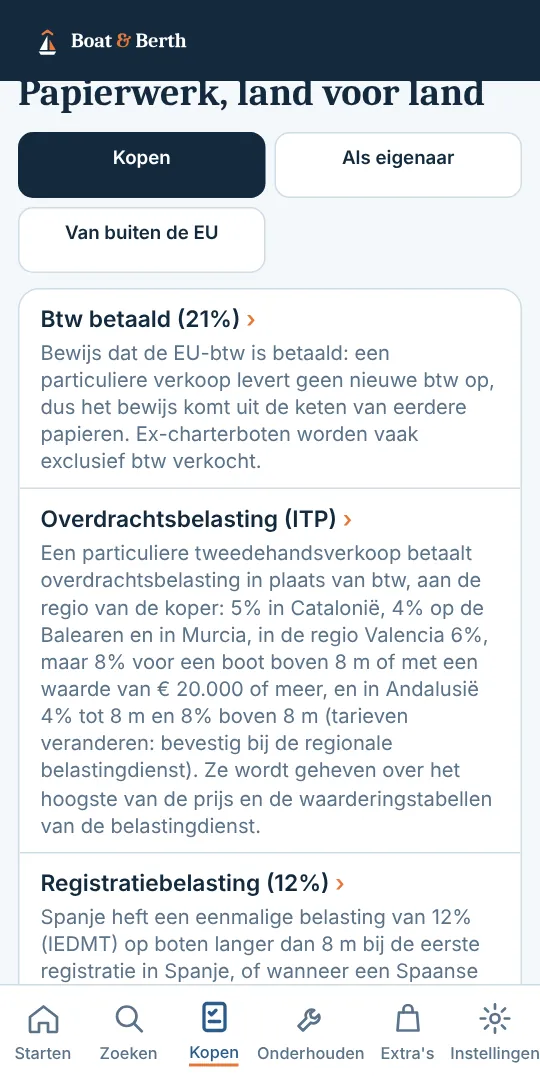 Boat & Berth
Papierwerk, land voor land
Kopen
Als eigenaar
Van buiten de EU
Btw betaald (21%) ›
Bewijs dat de EU-btw is betaald: een
particuliere verkoop levert geen nieuwe btw op,
dus het bewijs komt uit de keten van eerdere
papieren. Ex-charterboten worden vaak
exclusief btw verkocht.
Overdrachtsbelasting (ITP) ›
Een particuliere tweedehandsverkoop betaalt
overdrachtsbelasting in plaats van btw, aan de
regio van de koper: 5% in Catalonië, 4% op de
Balearen en in Murcia, in de regio Valencia 6%,
maar 8% voor een boot boven 8 m of met een
waarde van € 20.000 of meer, en in Andalusië
4% tot 8 m en 8% boven 8 m (tarieven
veranderen: bevestig bij de regionale
belastingdienst). Ze wordt geheven over het
hoogste van de prijs en de waarderingstabellen
van de belastingdienst.
Registratiebelasting (12%) ›
Spanje heft een eenmalige belasting van 12%
(IEDMT) op boten langer dan 8 m bij de eerste
registratie in Spanje, of wanneer een Spaanse
Starten
Zoeken
Kopen
Onderhouden
Extra's
Instellingen